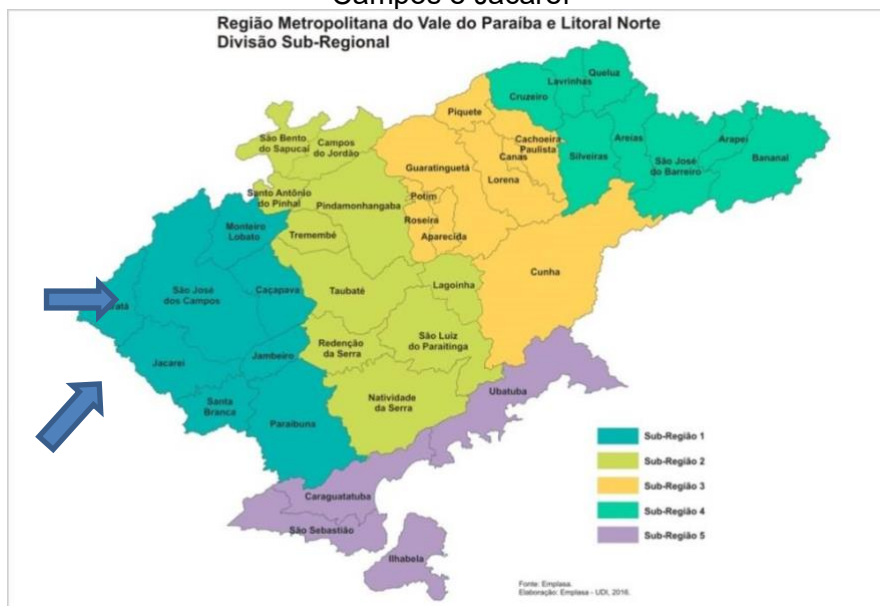 Campos e Jacareí
Região Metropolitana do Vale do Paraíba e Litoral Norte
Divisão Sub-Regional
Queluz
Lavrinhas
Cruzeiro
Piquete
São Bento
do Sapucaí
Campos
do Jordão
Cachoeira
Paulista
Canas
Areias
Arapeí
Silveiras
São José
do Barreiro
Bananal
Guaratinguetá
Lorena
Santo Antônio
do Pinhal
Pindamonhangaba
Potim
Roseira
Aparecida
Monteiro
Lobato
Tremembé
Cunha
São José
dos Campos
Caçapava
Taubaté
Lagoinha
Redenção
da Serra
São Luiz
do Paraitinga
Jacareí
Jambeiro
Ubatuba
Santa
Branca
Natividade
da Serra
Paraibuna
Sub-Região 1
Sub-Região 2
Sub-Região 3
Sub-Região 4
Sub-Região 5
Caraguatatuba
São Sebastião
Ilhabela
Fonte: Emplasa.
Elaboração: Emplasa - UDI, 2016.